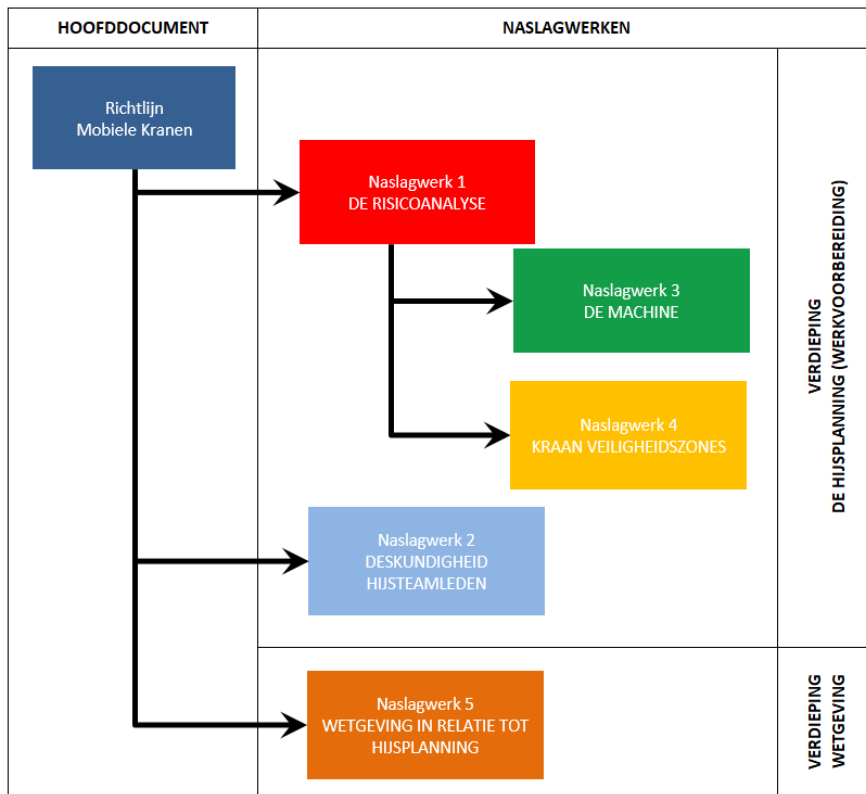 HOOFDDOCUMENT
NASLAGWERKEN
Richtlijn
Mobiele Kranen
Naslagwerk 1
DE RISICOANALYSE
Naslagwerk 3
DE MACHINE
Naslagwerk 4
KRAAN VEILIGHEIDSZONES
Naslagwerk 2
DESKUNDIGHEID
HIJSTEAMLEDEN
VERDIEPING
DE HIJSPLANNING (WERKVOORBEREIDING)
Naslagwerk 5
WETGEVING IN RELATIE TOT
HIJSPLANNING
VERDIEPING
WETGEVING